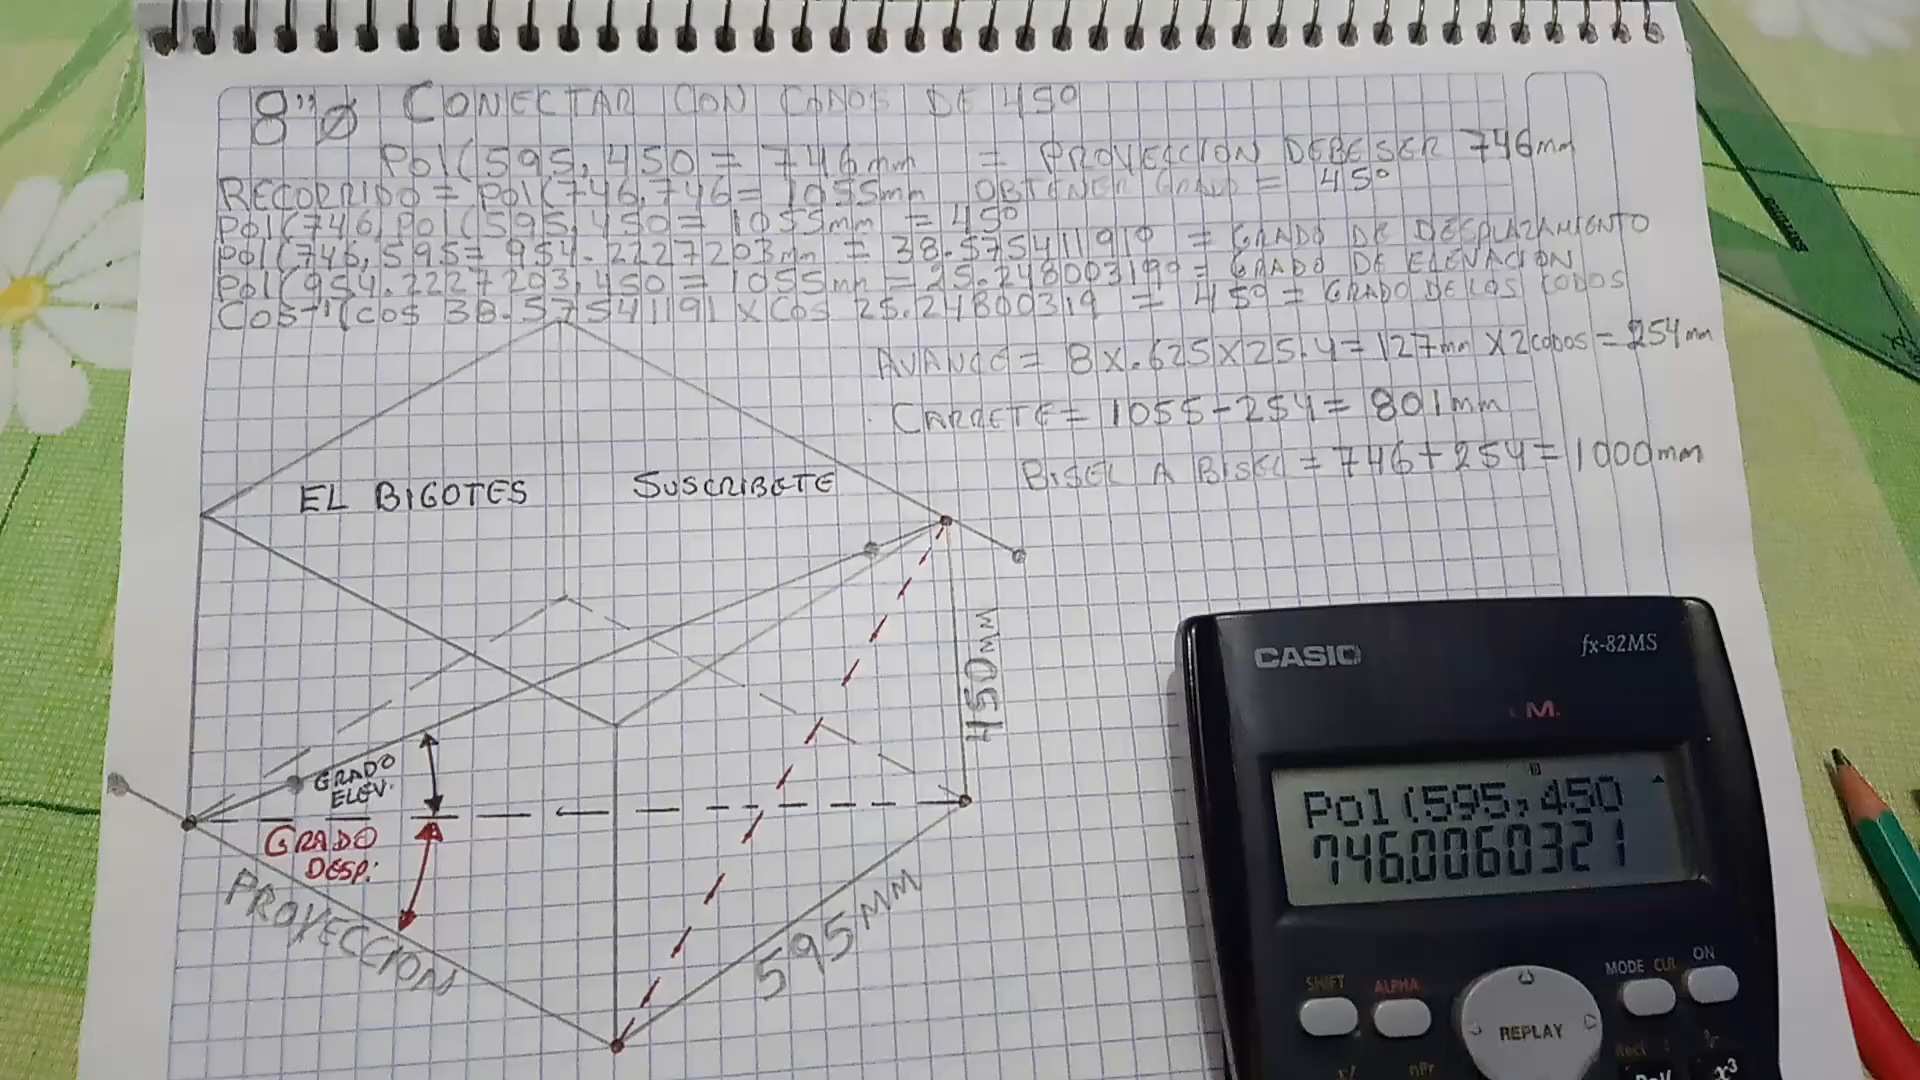 8"Ø CONECTAR CON CODOS DE 45°
Pol(595,450 = 746mm = PROYECCION DEBE SER 746mm
RECORRIDO = Pol(746,746 = 1055mm OBTENER GRADO = 45°
Pol(746,Pol(595,450 = 1055mm = 45°
Pol(746,595 = 954.2227203mm = 38.57541191° = GRADO DE DESPLAZAMIENTO
Pol(954.2227203,450 = 1055mm = 25.248003199 = GRADO DE ELEVACION
Cos-1(cos 38.57541191 x Cos 25.24800319 = 45° = GRADO DE LOS CODOS
AVANCE = 8 X .625 X 25.4 = 127mm X 2 CODOS = 254mm
CARRETE = 1055 - 254 = 801mm
BISEL A BISEL = 746 + 254 = 1000mm
EL BIGOTES
SUSCRIBETE
450MM
GRADO
ELEV.
GRADO
DESP.
PROYECCION
595MM
CASIO
fx-82MS
M.
Pol(595,450
746.0060321
SHIFT
ALPHA
MODE CLR
ON
REPLAY
nPr
Rec(
Pol(
x³